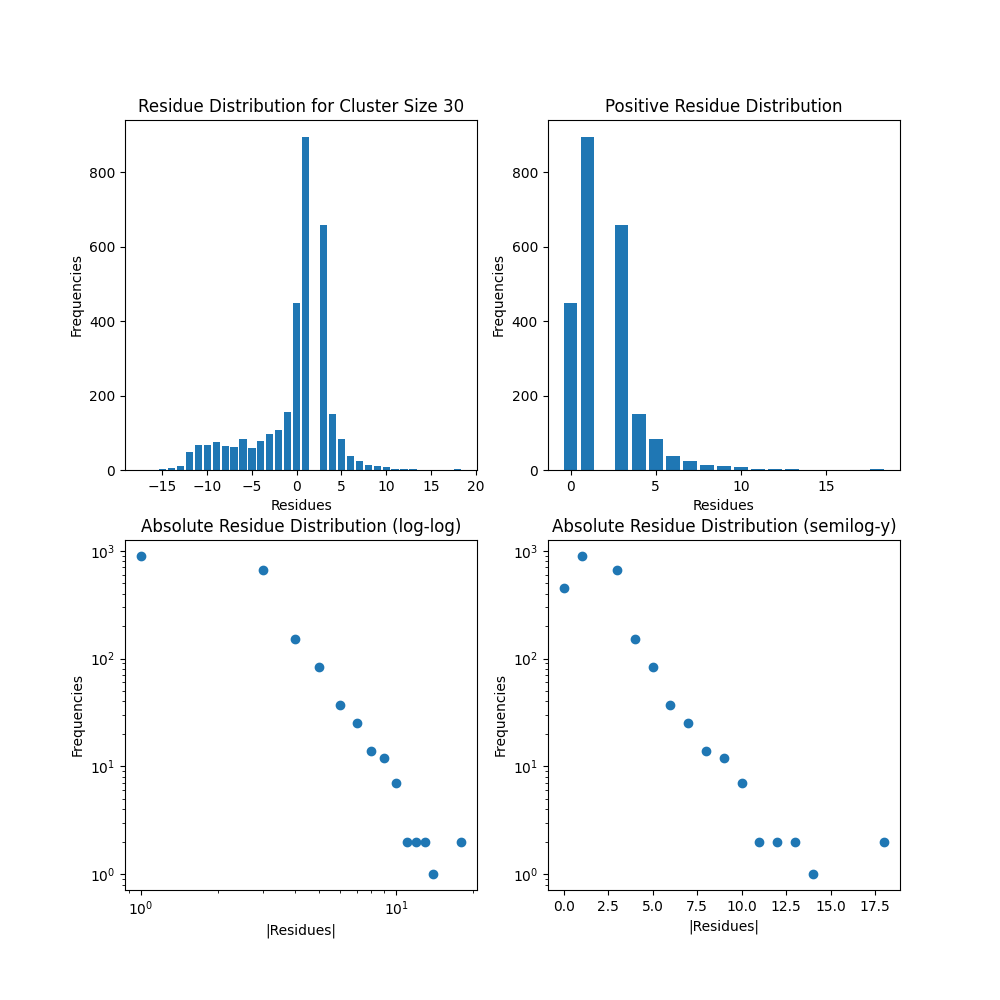 Residue Distribution for Cluster Size 30
Frequencies
800
600
400
200
0
−15 −10 −5 0 5 10 15 20
Residues
Positive Residue Distribution
Frequencies
800
600
400
200
0
0 5 10 15
Residues
Absolute Residue Distribution (log-log)
Frequencies
10³
10²
10¹
10⁰
10⁰ 10¹
|Residues|
Absolute Residue Distribution (semilog-y)
Frequencies
10³
10²
10¹
10⁰
0.0 2.5 5.0 7.5 10.0 12.5 15.0 17.5
|Residues|